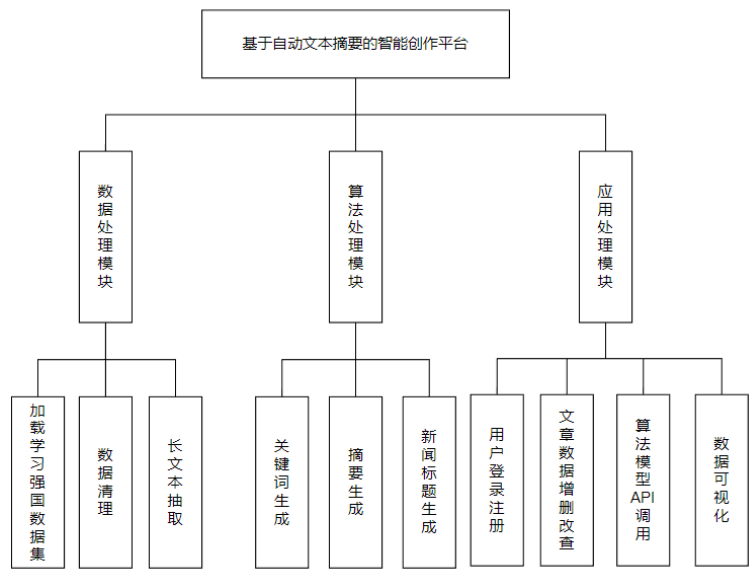 基于自动文本摘要的智能创作平台
数据处理模块
算法处理模块
应用处理模块
加载学习强国数据集
数据清理
长文本抽取
关键词生成
摘要生成
新闻标题生成
用户登录注册
文章数据增删改查
算法模型API调用
数据可视化